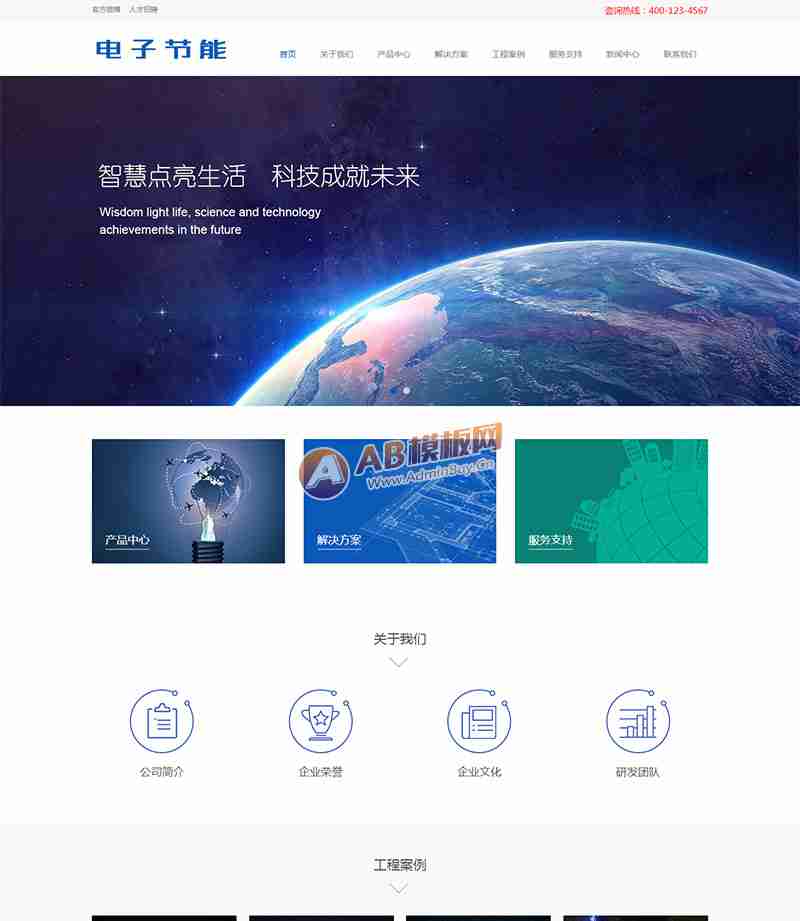 官方微博 人才招聘
咨询热线：400-123-4567
电子节能
首页 关于我们 产品中心 解决方案 工程案例 服务支持 新闻中心 联系我们
智慧点亮生活 科技成就未来
Wisdom light life, science and technology
achievements in the future
AB模板网
Www.AdminBuy.Cn
产品中心 解决方案 服务支持
关于我们
公司简介 企业荣誉 企业文化 研发团队
工程案例